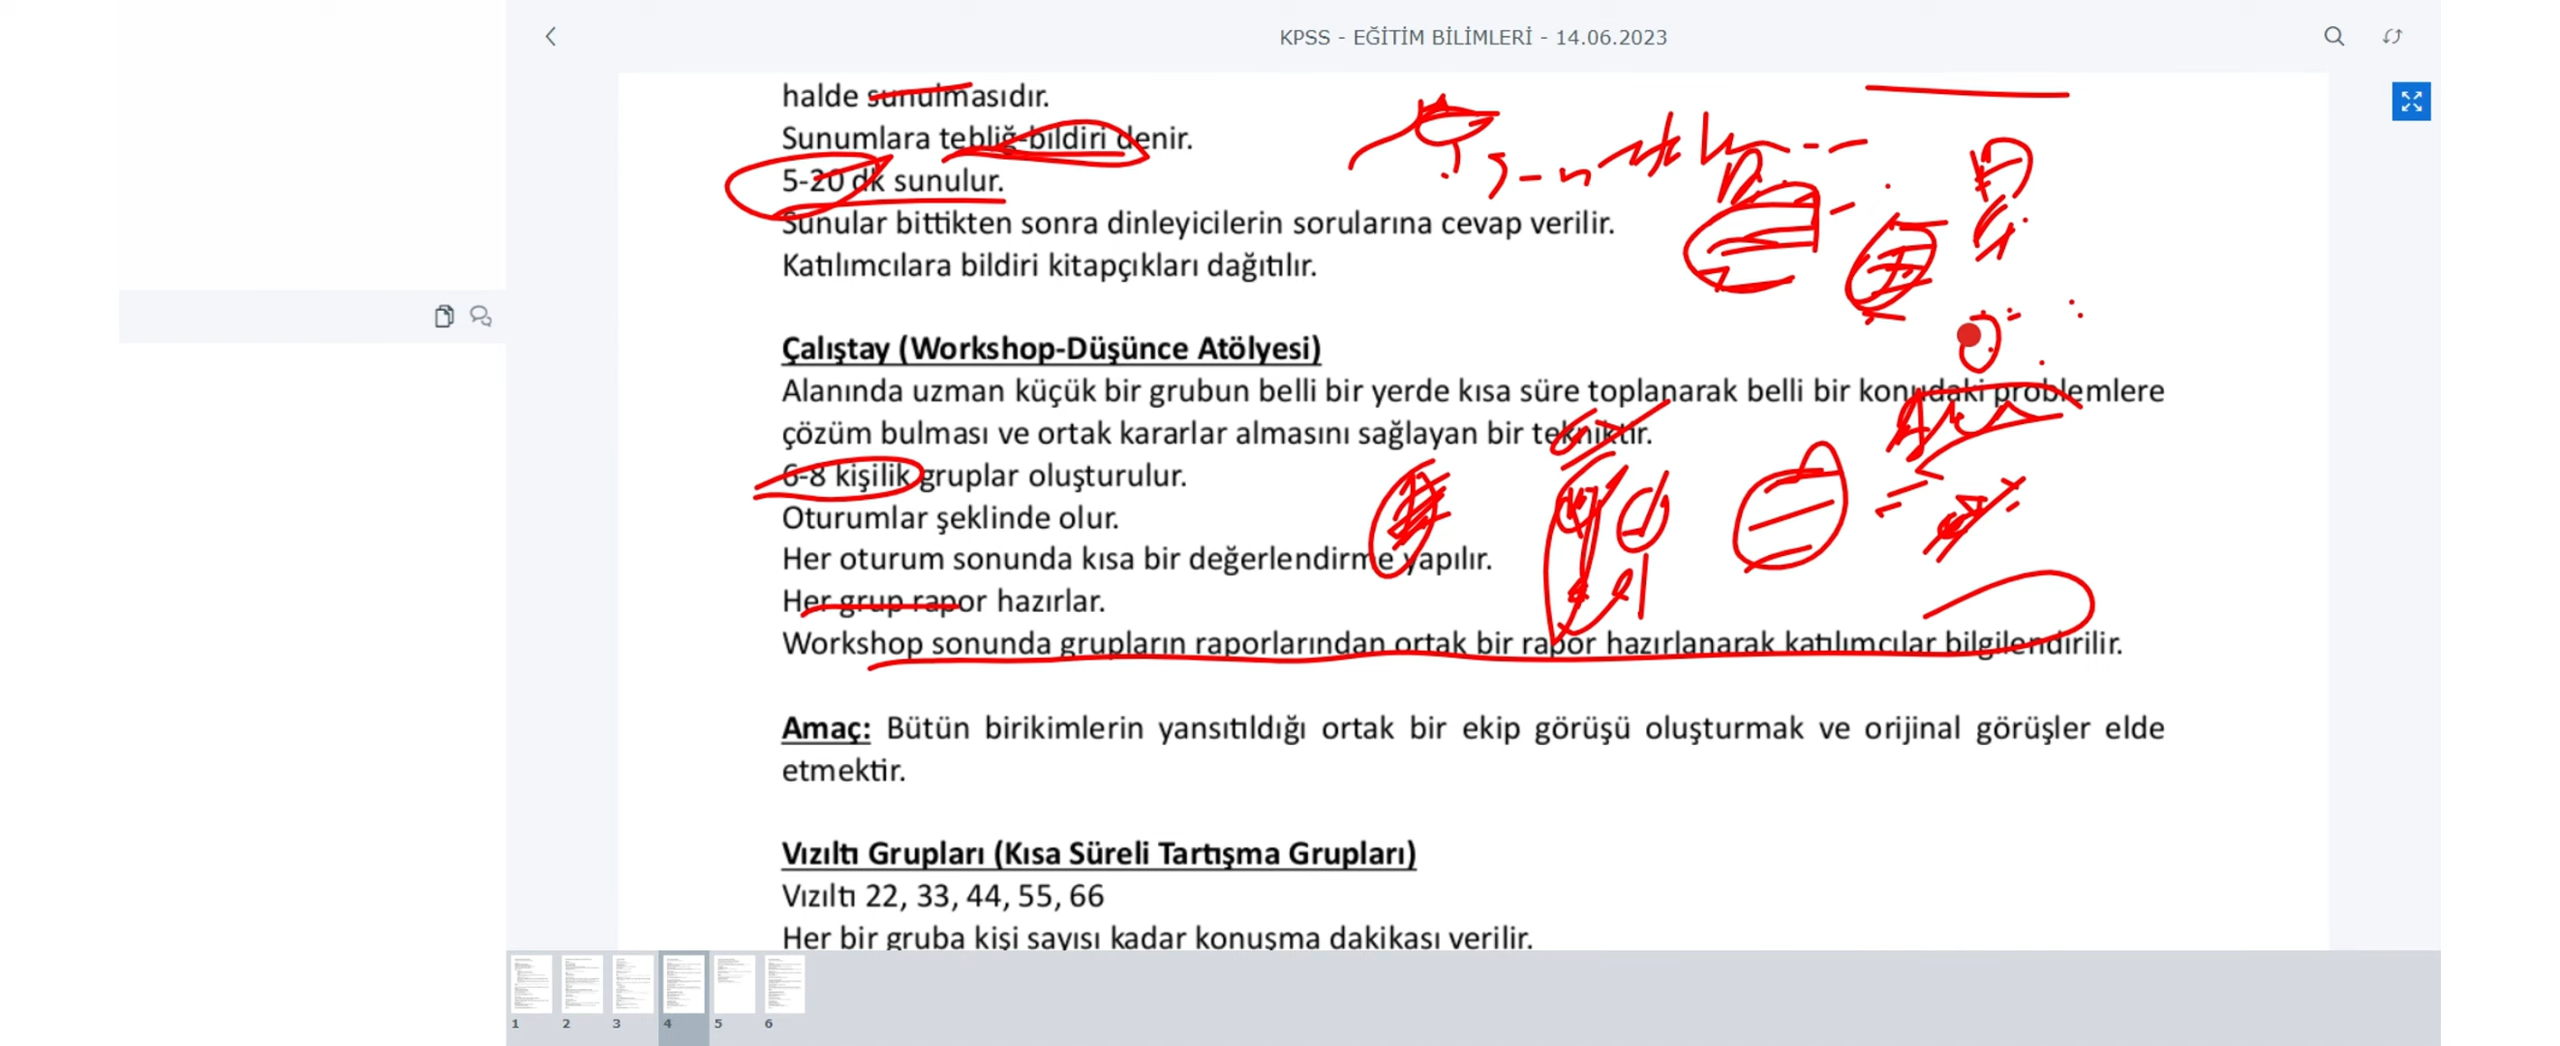 KPSS - EĞİTİM BİLİMLERİ - 14.06.2023
halde sunulmasıdır.
Sunumlara tebliğ-bildiri denir.
5-20 dk sunulur.
Sunular bittikten sonra dinleyicilerin sorularına cevap verilir.
Katılımcılara bildiri kitapçıkları dağıtılır.
Çalıştay (Workshop-Düşünce Atölyesi)
Alanında uzman küçük bir grubun belli bir yerde kısa süre toplanarak belli bir konudaki problemlere
çözüm bulması ve ortak kararlar almasını sağlayan bir tekniktir.
6-8 kişilik gruplar oluşturulur.
Oturumlar şeklinde olur.
Her oturum sonunda kısa bir değerlendirme yapılır.
Her grup rapor hazırlar.
Workshop sonunda grupların raporlarından ortak bir rapor hazırlanarak katılımcılar bilgilendirilir.
Amaç: Bütün birikimlerin yansıtıldığı ortak bir ekip görüşü oluşturmak ve orijinal görüşler elde
etmektir.
Vızıltı Grupları (Kısa Süreli Tartışma Grupları)
Vızıltı 22, 33, 44, 55, 66
Her bir gruba kişi sayısı kadar konuşma dakikası verilir.
1 2 3 4 5 6